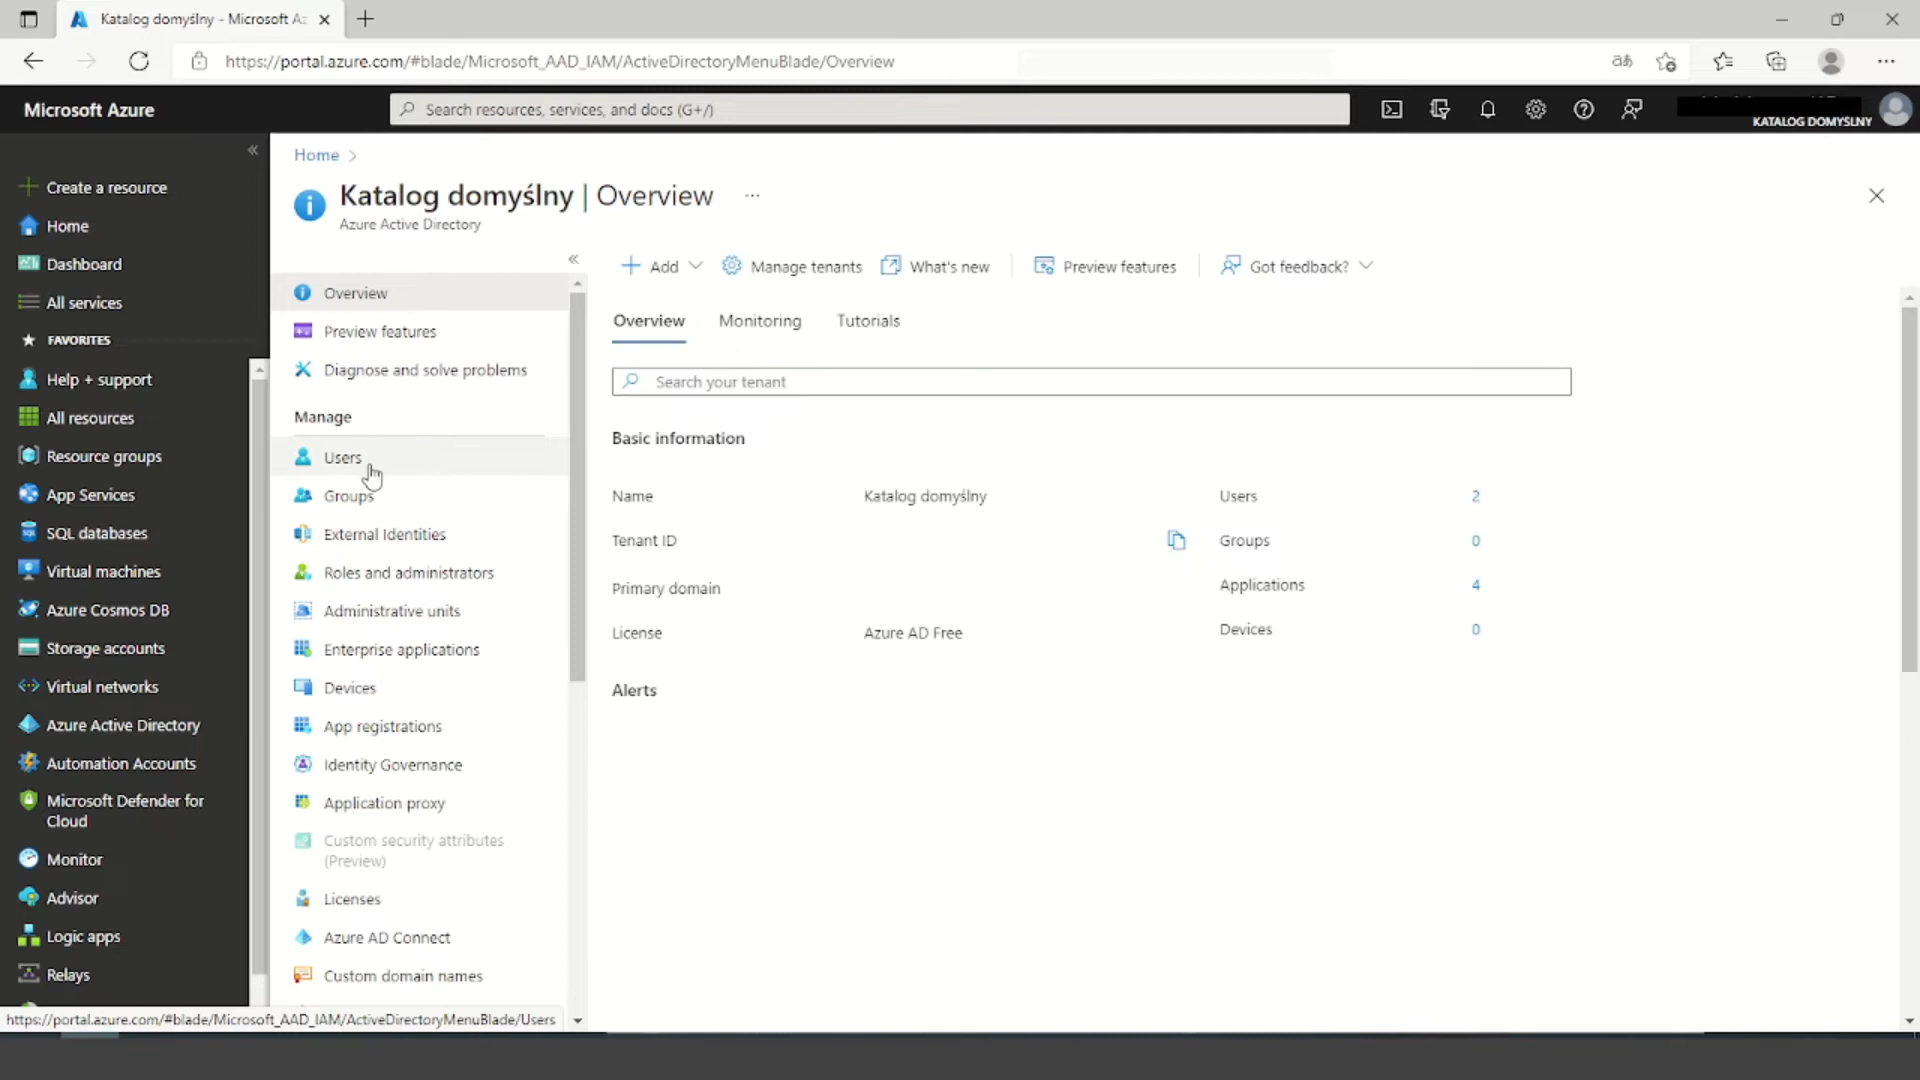 Katalog domyślny - Microsoft Az
https://portal.azure.com/#blade/Microsoft_AAD_IAM/ActiveDirectoryMenuBlade/Overview
Microsoft Azure
Search resources, services, and docs (G+/)
KATALOG DOMYŚLNY
Create a resource
Home
Dashboard
All services
FAVORITES
Help + support
All resources
Resource groups
App Services
SQL databases
Virtual machines
Azure Cosmos DB
Storage accounts
Virtual networks
Azure Active Directory
Automation Accounts
Microsoft Defender for
Cloud
Monitor
Advisor
Logic apps
Relays
Home >
Katalog domyślny | Overview ...
Azure Active Directory
Overview
Preview features
Diagnose and solve problems
Manage
Users
Groups
External Identities
Roles and administrators
Administrative units
Enterprise applications
Devices
App registrations
Identity Governance
Application proxy
Custom security attributes
(Preview)
Licenses
Azure AD Connect
Custom domain names
Add Manage tenants What's new Preview features Got feedback?
Overview Monitoring Tutorials
Search your tenant
Basic information
Name Katalog domyślny Users 2
Tenant ID Groups 0
Primary domain Applications 4
License Azure AD Free Devices 0
Alerts
https://portal.azure.com/#blade/Microsoft_AAD_IAM/ActiveDirectoryMenuBlade/Users